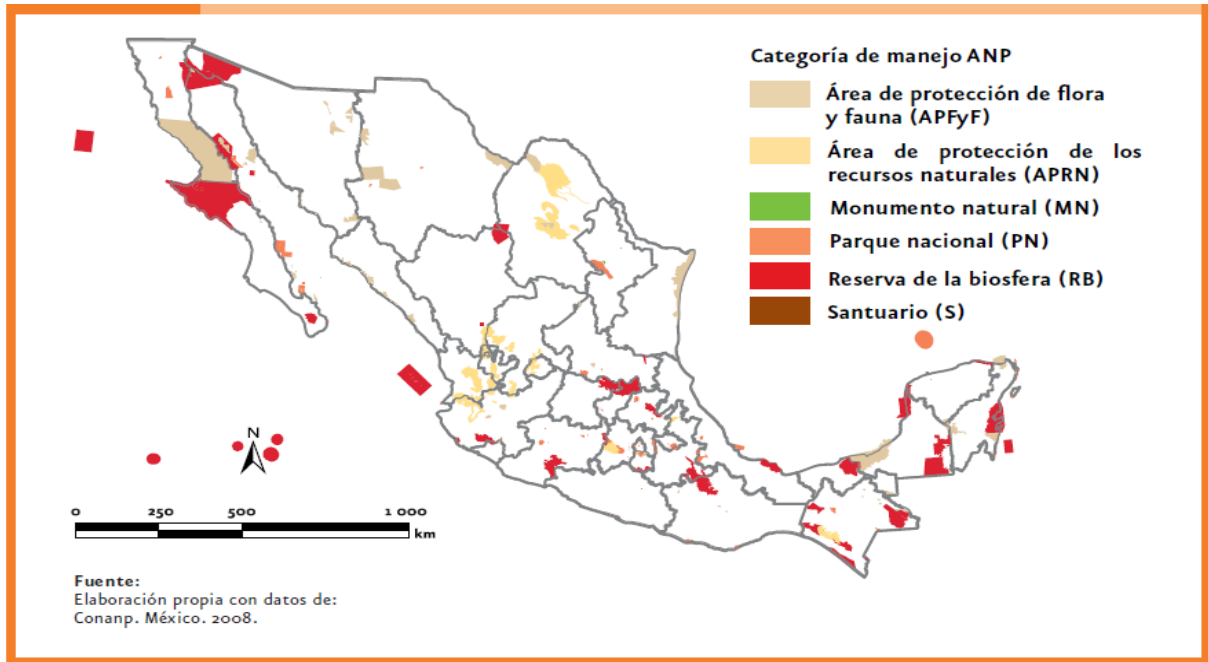 Categoría de manejo ANP
Área de protección de flora
y fauna (APFyF)
Área de protección de los
recursos naturales (APRN)
Monumento natural (MN)
Parque nacional (PN)
Reserva de la biosfera (RB)
Santuario (S)
N
0 250 500 1 000
km
Fuente:
Elaboración propia con datos de:
Conanp. México. 2008.